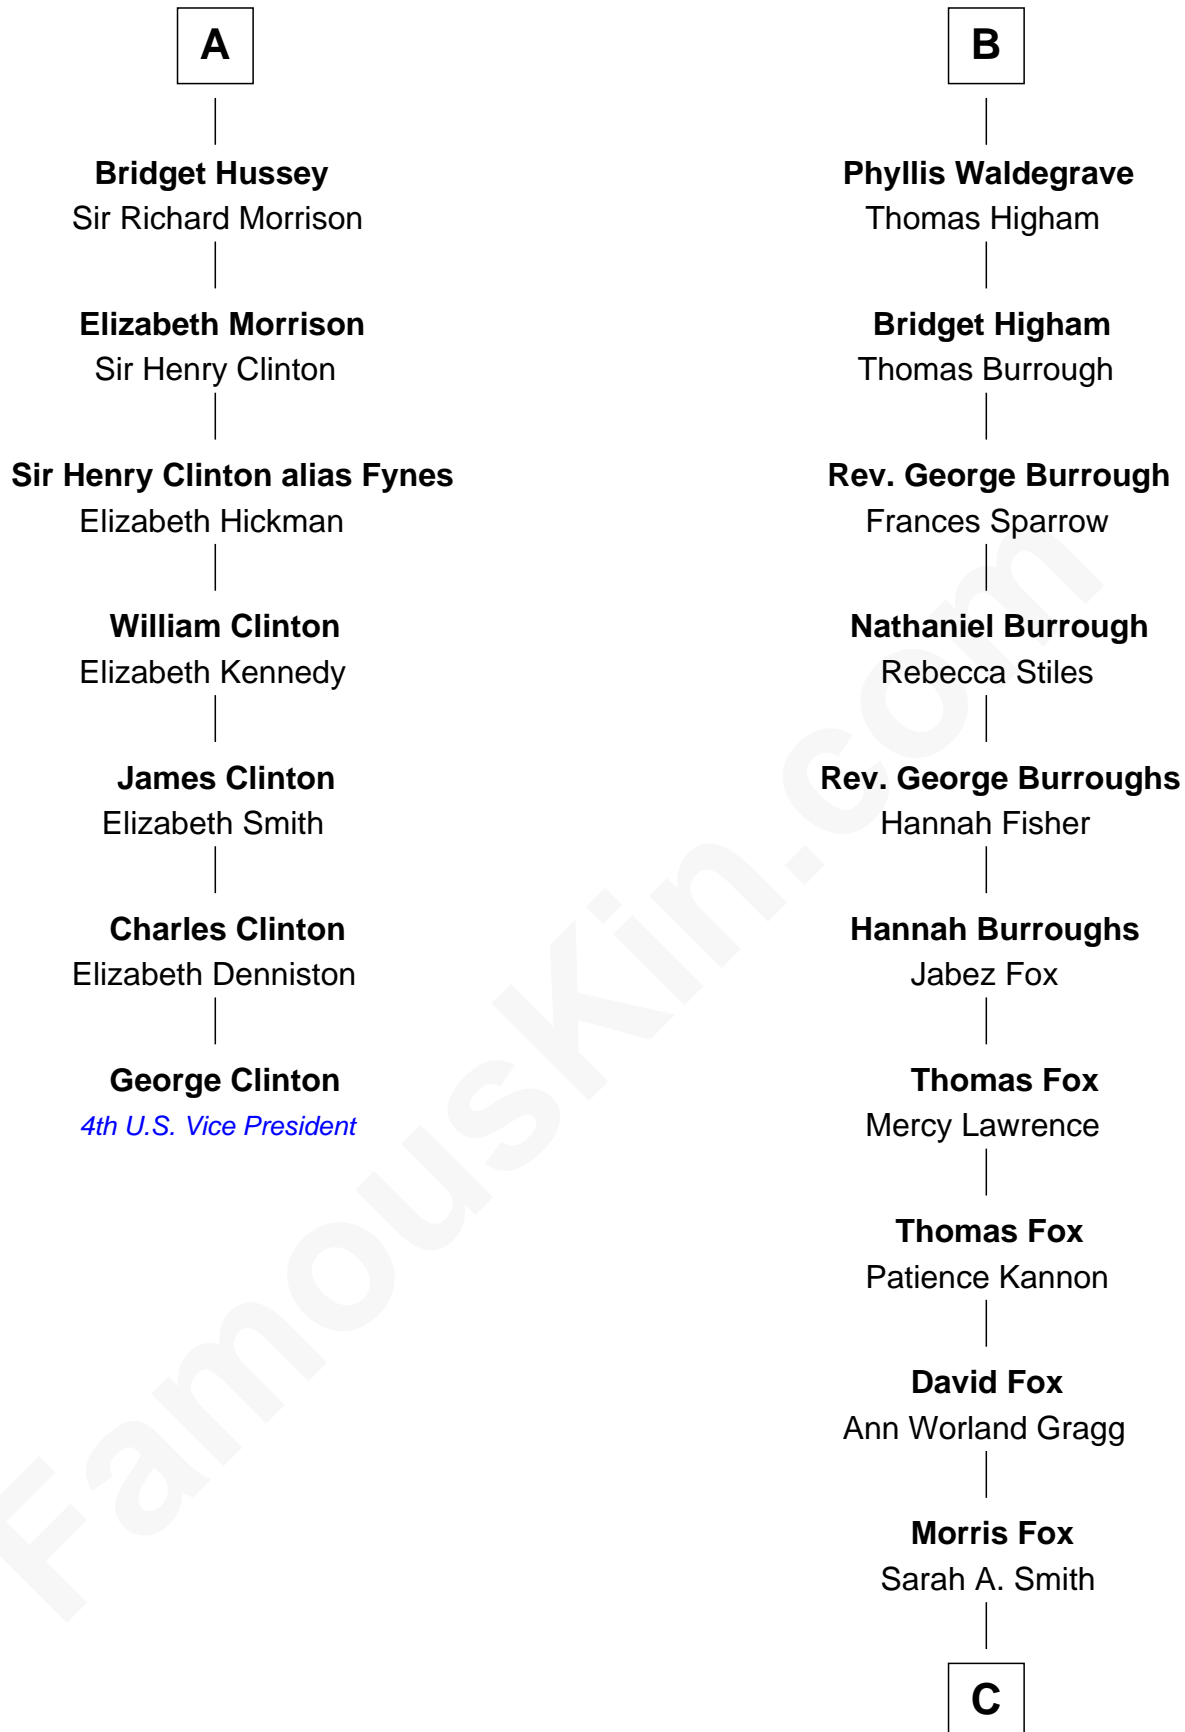 A
Bridget Hussey
Sir Richard Morrison
Elizabeth Morrison
Sir Henry Clinton
Sir Henry Clinton alias Fynes
Elizabeth Hickman
William Clinton
Elizabeth Kennedy
James Clinton
Elizabeth Smith
Charles Clinton
Elizabeth Denniston
George Clinton
4th U.S. Vice President
B
Phyllis Waldegrave
Thomas Higham
Bridget Higham
Thomas Burrough
Rev. George Burrough
Frances Sparrow
Nathaniel Burrough
Rebecca Stiles
Rev. George Burroughs
Hannah Fisher
Hannah Burroughs
Jabez Fox
Thomas Fox
Mercy Lawrence
Thomas Fox
Patience Kannon
David Fox
Ann Worland Gragg
Morris Fox
Sarah A. Smith
C
FamousKin.com